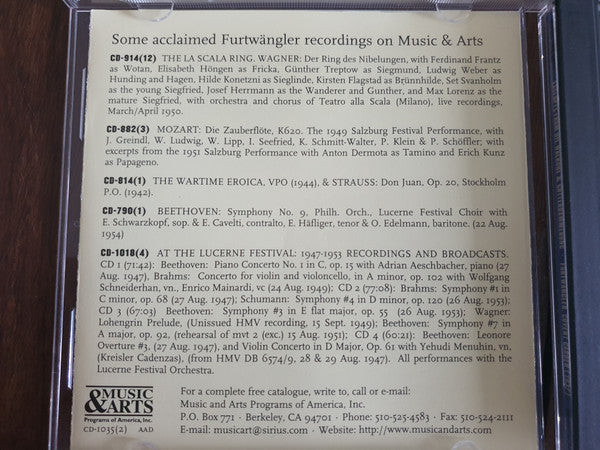 Some acclaimed Furtwängler recordings on Music & Arts
CD-914(12) THE LA SCALA RING. WAGNER: Der Ring des Nibelungen, with Ferdinand Frantz
as Wotan, Elisabeth Höngen as Fricka, Günther Treptow as Siegmund, Ludwig Weber as
Hunding and Hagen, Hilde Konetzni as Sieglinde, Kirsten Flagstad as Brünnhilde, Set Svanholm
as the young Siegfried, Josef Herrmann as the Wanderer and Gunther, and Max Lorenz as the
mature Siegfried, with orchestra and chorus of Teatro alla Scala (Milano), live recordings,
March/April 1950.
CD-882(3) MOZART: Die Zauberflöte, K620. The 1949 Salzburg Festival Performance, with
J. Greindl, W. Ludwig, W. Lipp, I. Seefried, K. Schmitt-Walter, P. Klein & P. Schöffler; with
excerpts from the 1951 Salzburg Performance with Anton Dermota as Tamino and Erich Kunz
as Papageno.
CD-814(1) THE WARTIME EROICA, VPO (1944), & STRAUSS: Don Juan, Op. 20, Stockholm
P.O. (1942).
CD-790(1) BEETHOVEN: Symphony No. 9, Philh. Orch., Lucerne Festival Choir with
E. Schwarzkopf, sop. & E. Cavelti, contralto, E. Häfliger, tenor & O. Edelmann, baritone. (22 Aug.
1954)
CD-1018(4) AT THE LUCERNE FESTIVAL: 1947-1953 RECORDINGS AND BROADCASTS.
CD 1 (71:42): Beethoven: Piano Concerto No. 1 in C, op. 15 with Adrian Aeschbacher, piano (27
Aug. 1947), Brahms: Concerto for violin and violoncello, in A minor, op. 102 with Wolfgang
Schneiderhan, vn., Enrico Mainardi, vc (24 Aug. 1949); CD 2 (77:08): Brahms: Symphony #1 in
C minor, op. 68 (27 Aug. 1947); Schumann: Symphony #4 in D minor, op. 120 (26 Aug. 1953);
CD 3 (67:03) Beethoven: Symphony #3 in E flat major, op. 55 (26 Aug. 1953); Wagner:
Lohengrin Prelude, (Unissued HMV recording, 15 Sept. 1949); Beethoven: Symphony #7 in
A major, op. 92, (rehearsal of mvt 2 (exc.) 15 Aug. 1951); CD 4 (60:21): Beethoven: Leonore
Overture #3, (27 Aug. 1947), and Violin Concerto in D Major, Op. 61 with Yehudi Menuhin, vn,
(Kreisler Cadenzas), (from HMV DB 6574/9, 28 & 29 Aug. 1947). All performances with the
Lucerne Festival Orchestra.
MUSIC
&ARTS
Programs of America, Inc.
CD-1035(2) AAD
For a complete free catalogue, write to, call or e-mail:
Music and Arts Programs of America, Inc.
P.O. Box 771 · Berkeley, CA 94701 · Phone: 510-525-4583 · Fax: 510-524-2111
E-mail: musicart@sirius.com · Website: http://www.musicandarts.com